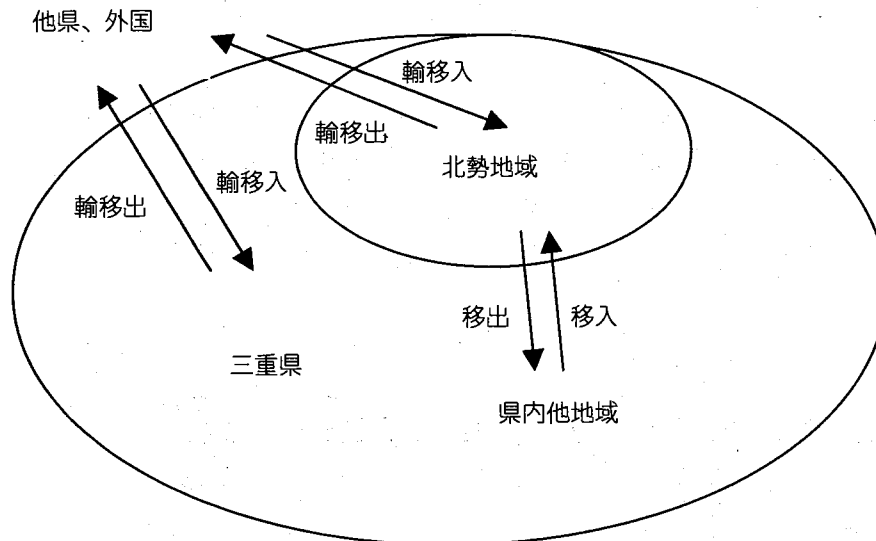 他県、外国
輸移入
輸移出
北勢地域
輸移入
輸移出
移出
移入
三重県
県内他地域